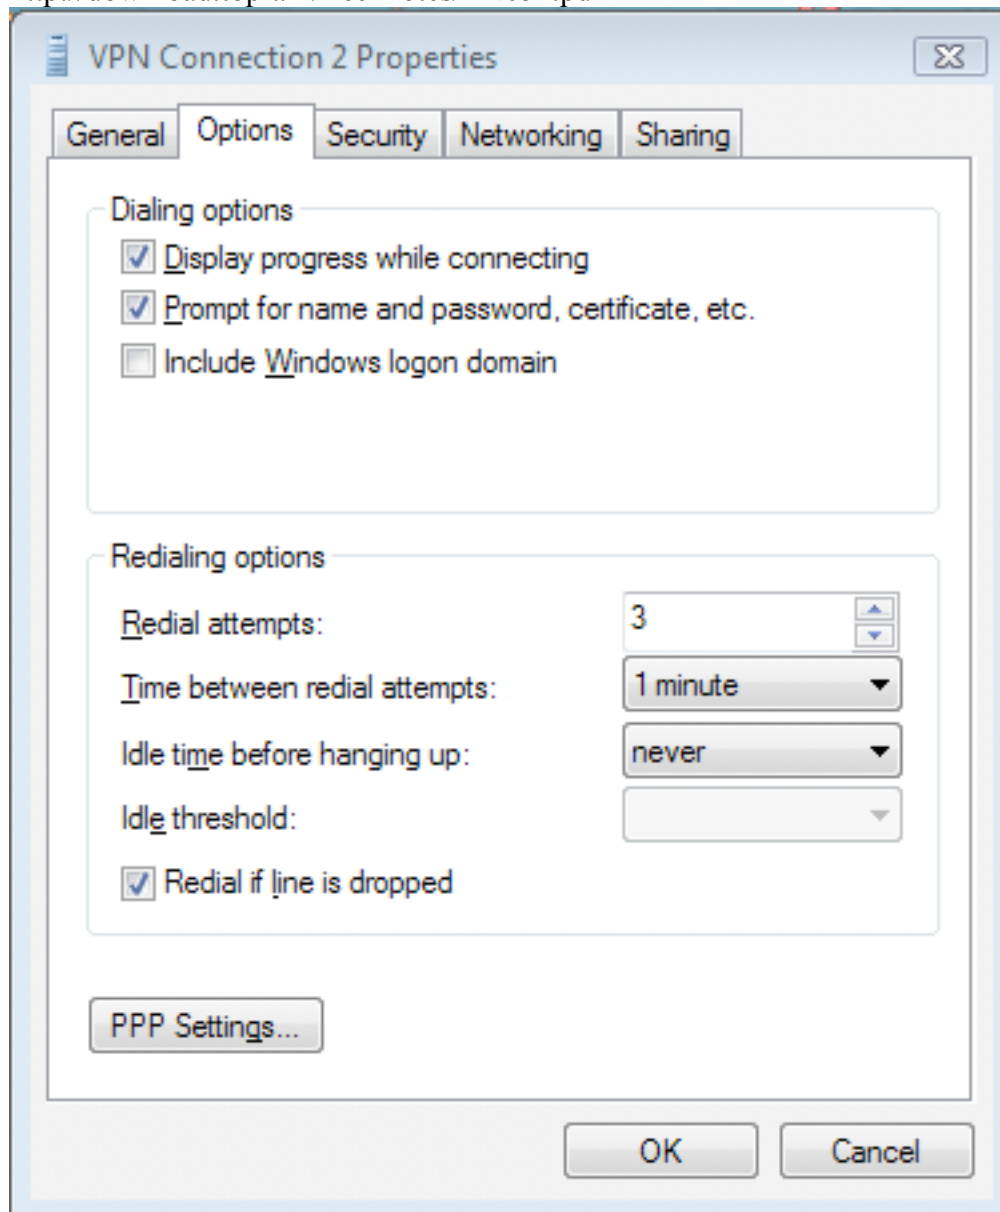 VPN Connection 2 Properties
General Options Security Networking Sharing
Dialing options
Display progress while connecting
Prompt for name and password, certificate, etc.
Include Windows logon domain
Redialing options
Redial attempts: 3
Time between redial attempts: 1 minute
Idle time before hanging up: never
Idle threshold:
Redial if line is dropped
PPP Settings...
OK Cancel